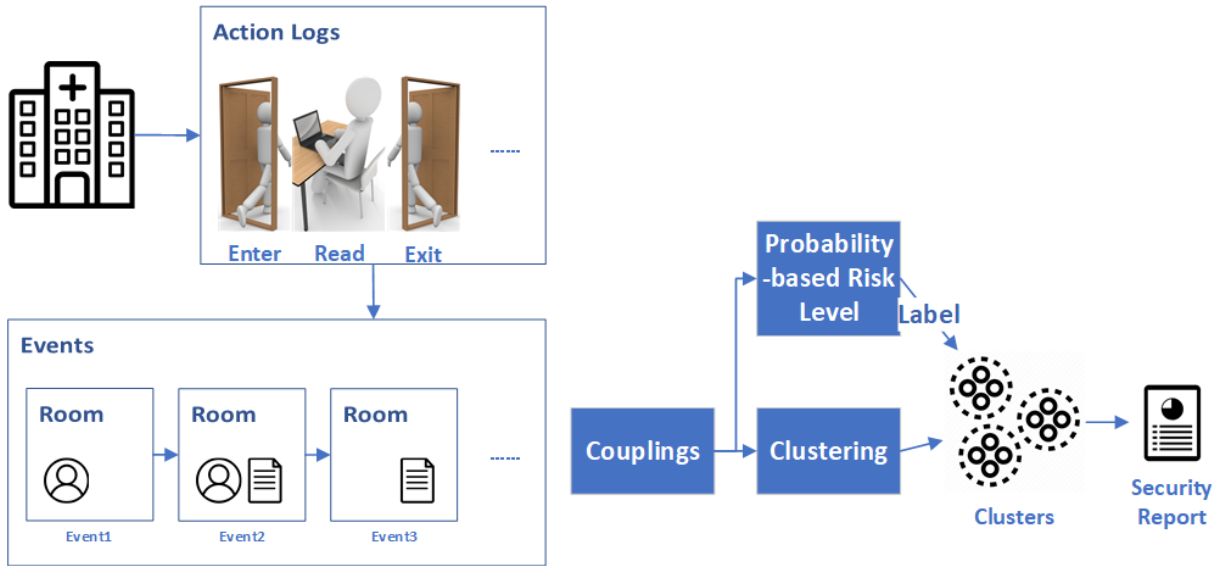 Action Logs
Enter Read Exit
......
Events
Room Room Room
......
Event1 Event2 Event3
Probability
-based Risk
Level
Label
Couplings
Clustering
Clusters
Security
Report